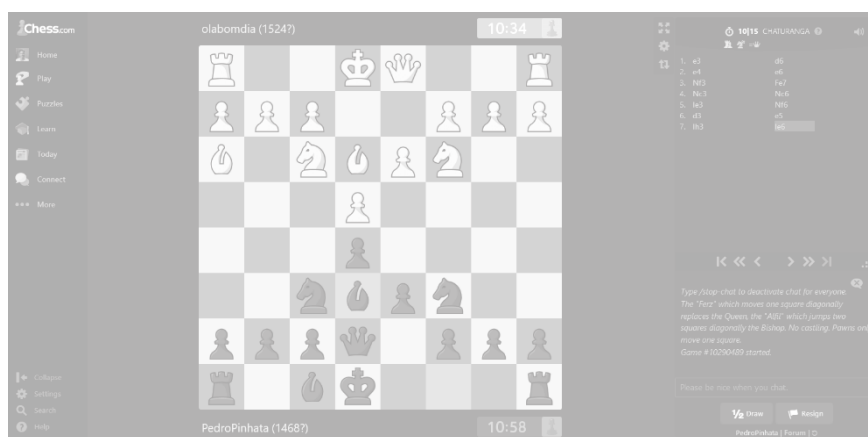 Chess.com
Home
Play
Puzzles
Learn
Today
Connect
More
Collapse
Settings
Search
Help
olabomdia (1524?)
10:34
PedroPinhata (1468?)
10:58
10|15 CHATURANGA
1. e3 d6
2. e4 e6
3. Nf3 Fe7
4. Nc3 Nc6
5. Ie3 Nf6
6. d3 e5
7. Ih3 Ie6
Type /stop-chat to deactivate chat for everyone.
The "Ferz" which moves one square diagonally
replaces the Queen, the "Alfil" which jumps two
squares diagonally the Bishop. No castling. Pawns only
move one square.
Game #10290489 started.
Please be nice when you chat.
½ Draw
Resign
PedroPinhata | Forum |